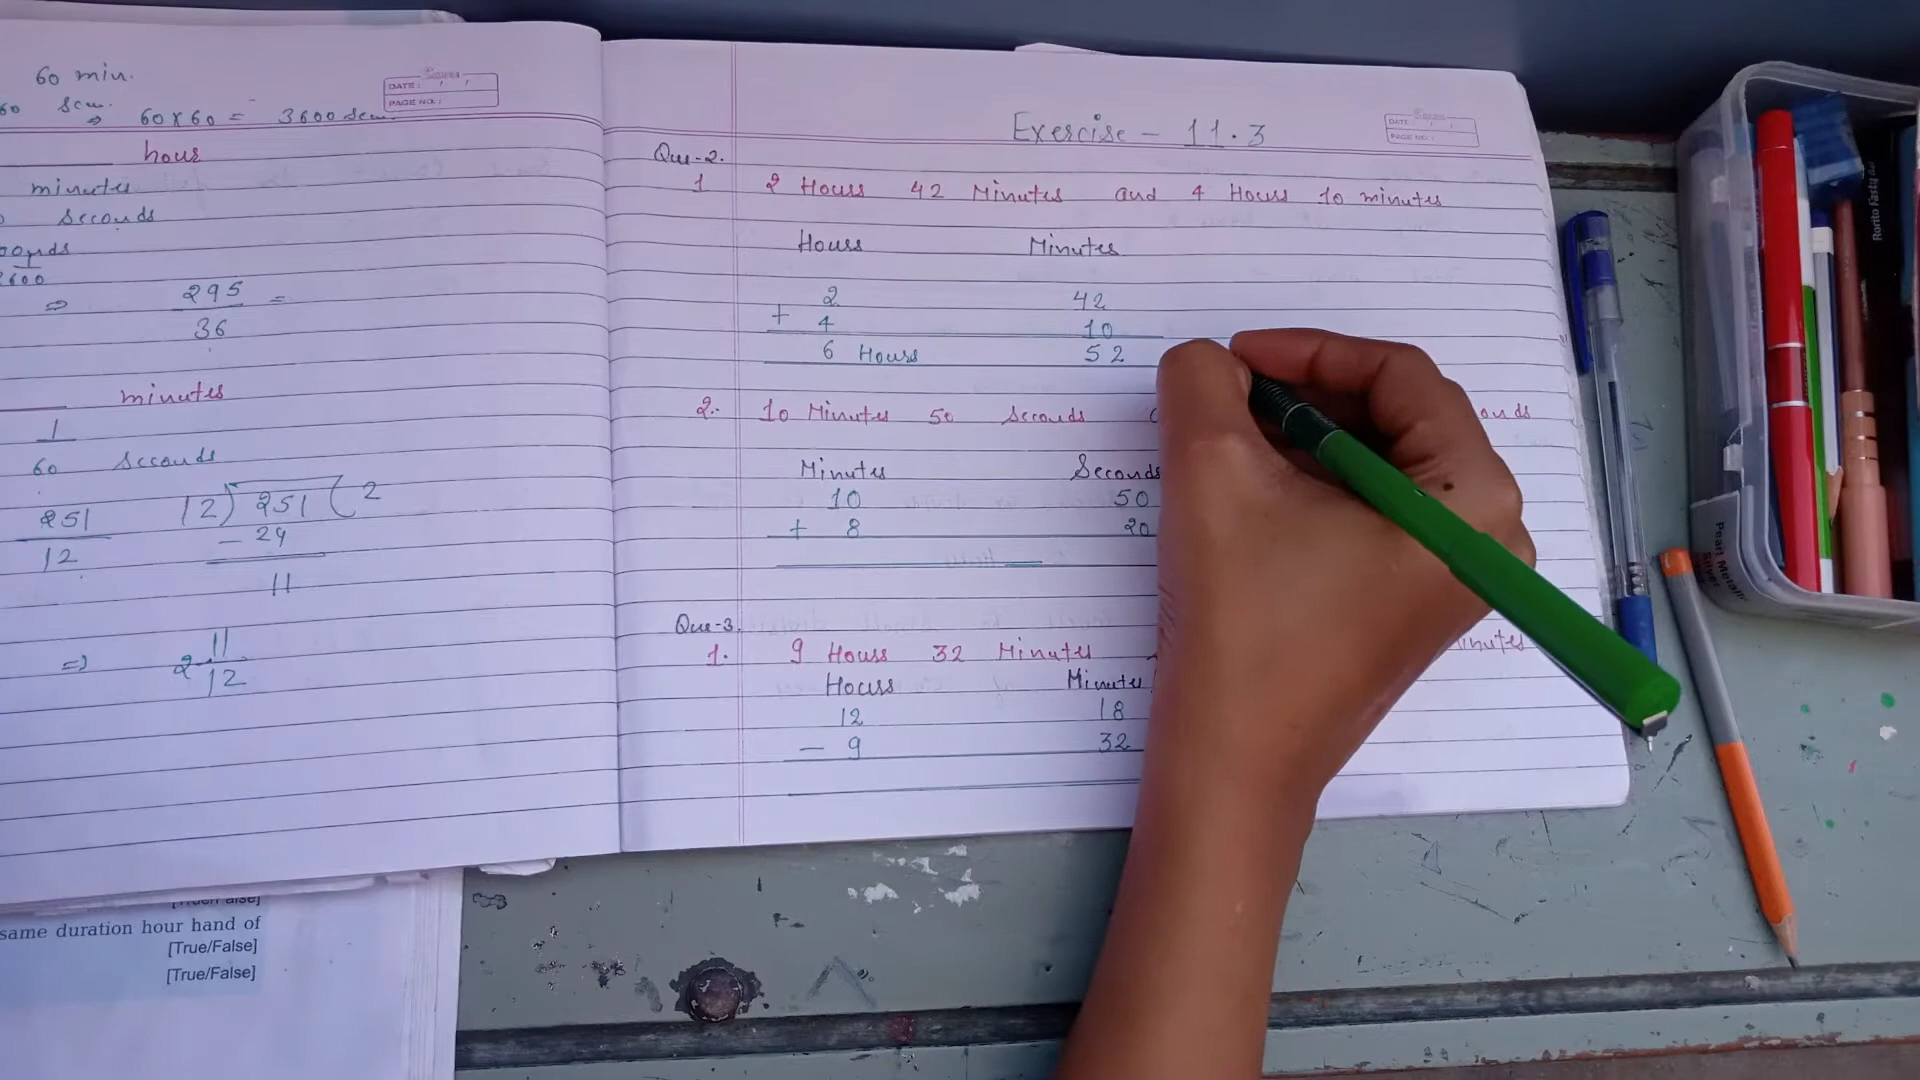 60 min.
60 sec. ⇒ 60×60 = 3600 sec.
DATE :
PAGE NO. :
hour
minutes
seconds
⇒ 295/36 =
minutes
1
60 seconds
251/12 12) 251 ( 2
- 24
11
⇒ 2 11/12
same duration hour hand of
[True/False]
[True/False]
Exercise - 11.3
DATE
PAGE NO. :
Que-2.
1 2 Hours 42 Minutes and 4 Hours 10 minutes
Hours Minutes
2 42
+ 4 10
6 Hours 52
2. 10 Minutes 50 Seconds
Minutes Seconds
10 50
+ 8 20
Que-3.
1. 9 Hours 32 Minutes
Hours Minutes
12 18
- 9 32